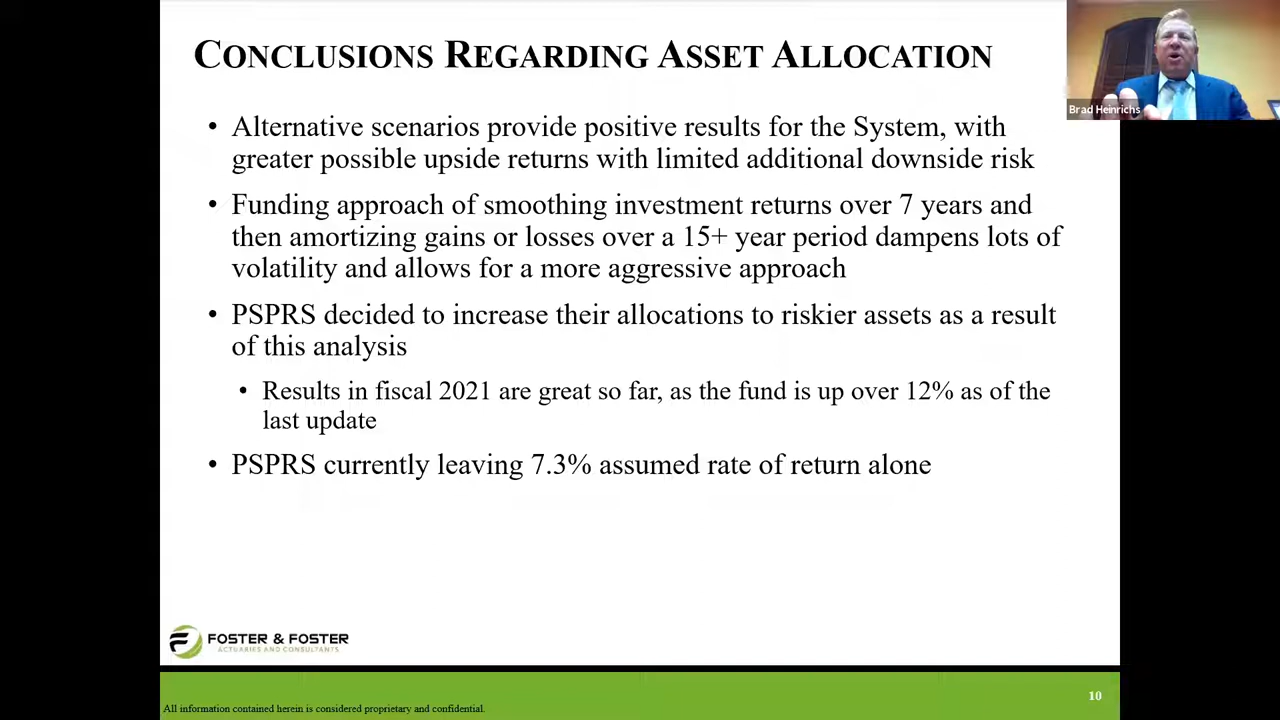 CONCLUSIONS REGARDING ASSET ALLOCATION
Brad Heinrichs
• Alternative scenarios provide positive results for the System, with
greater possible upside returns with limited additional downside risk
• Funding approach of smoothing investment returns over 7 years and
then amortizing gains or losses over a 15+ year period dampens lots of
volatility and allows for a more aggressive approach
• PSPRS decided to increase their allocations to riskier assets as a result
of this analysis
• Results in fiscal 2021 are great so far, as the fund is up over 12% as of the
last update
• PSPRS currently leaving 7.3% assumed rate of return alone
FOSTER & FOSTER
ACTUARIES AND CONSULTANTS
10
All information contained herein is considered proprietary and confidential.